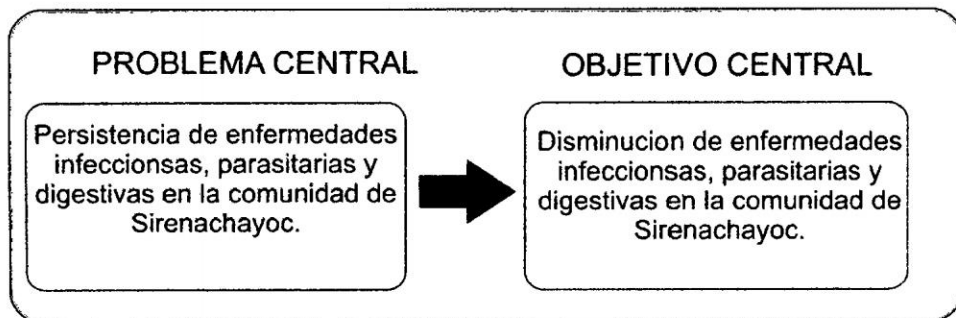 PROBLEMA CENTRAL
Persistencia de enfermedades
infeccionsas, parasitarias y
digestivas en la comunidad de
Sirenachayoc.
OBJETIVO CENTRAL
Disminucion de enfermedades
infeccionsas, parasitarias y
digestivas en la comunidad de
Sirenachayoc.